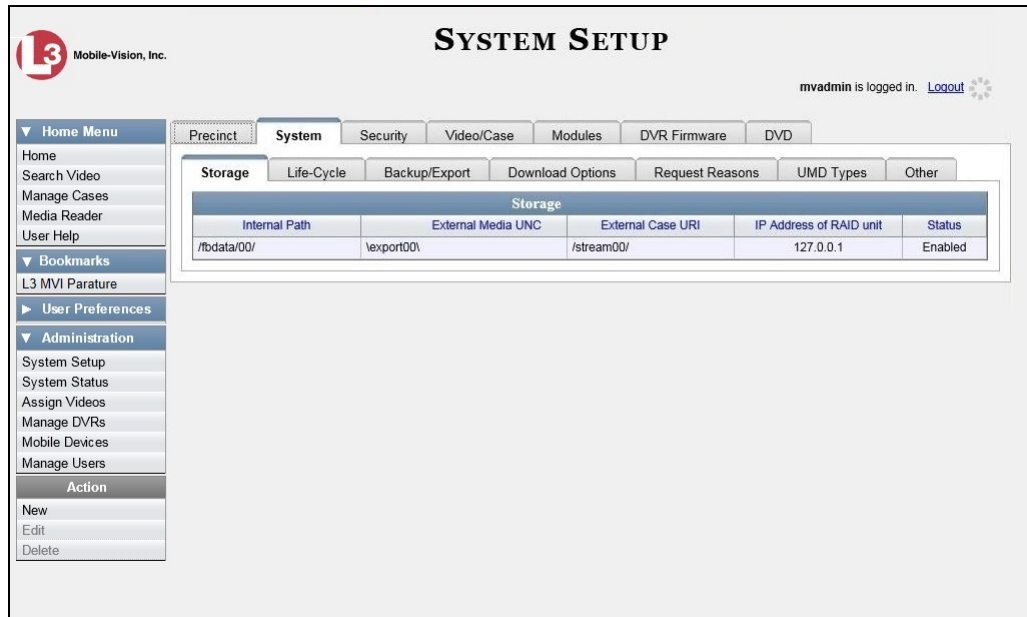 L3 Mobile-Vision, Inc.
SYSTEM SETUP
mvadmin is logged in. Logout
Home Menu
Home
Search Video
Manage Cases
Media Reader
User Help
Bookmarks
L3 MVI Parature
User Preferences
Administration
System Setup
System Status
Assign Videos
Manage DVRs
Mobile Devices
Manage Users
Action
New
Edit
Delete
Precinct System Security Video/Case Modules DVR Firmware DVD
Storage Life-Cycle Backup/Export Download Options Request Reasons UMD Types Other
Storage
Internal Path External Media UNC External Case URI IP Address of RAID unit Status
/fbdata/00/ \export00\ /stream00/ 127.0.0.1 Enabled